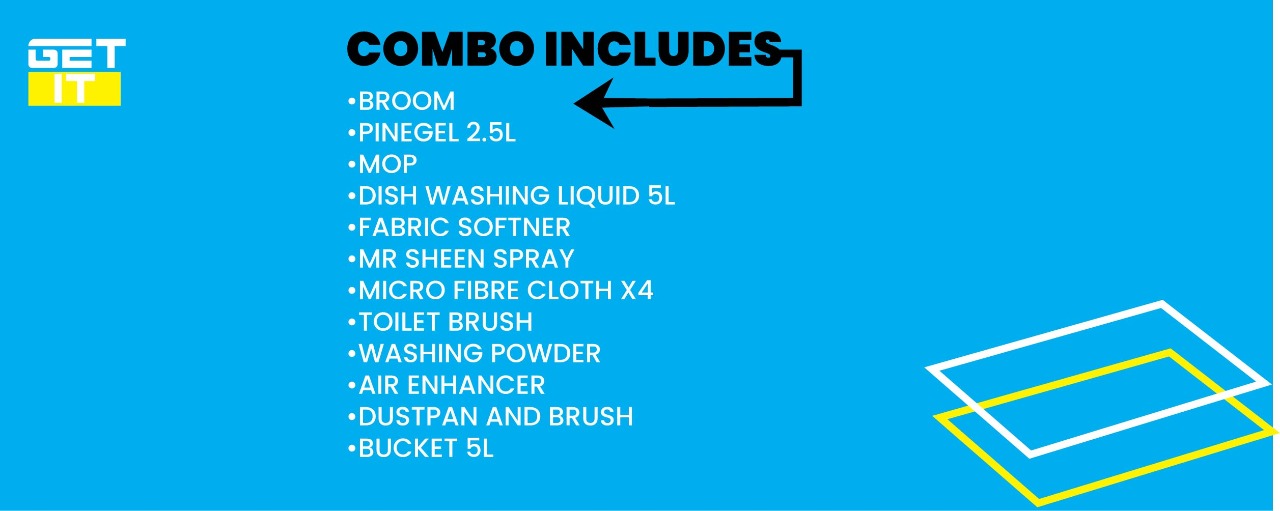 GET
IT
COMBO INCLUDES
•BROOM
•PINEGEL 2.5L
•MOP
•DISH WASHING LIQUID 5L
•FABRIC SOFTNER
•MR SHEEN SPRAY
•MICRO FIBRE CLOTH X4
•TOILET BRUSH
•WASHING POWDER
•AIR ENHANCER
•DUSTPAN AND BRUSH
•BUCKET 5L